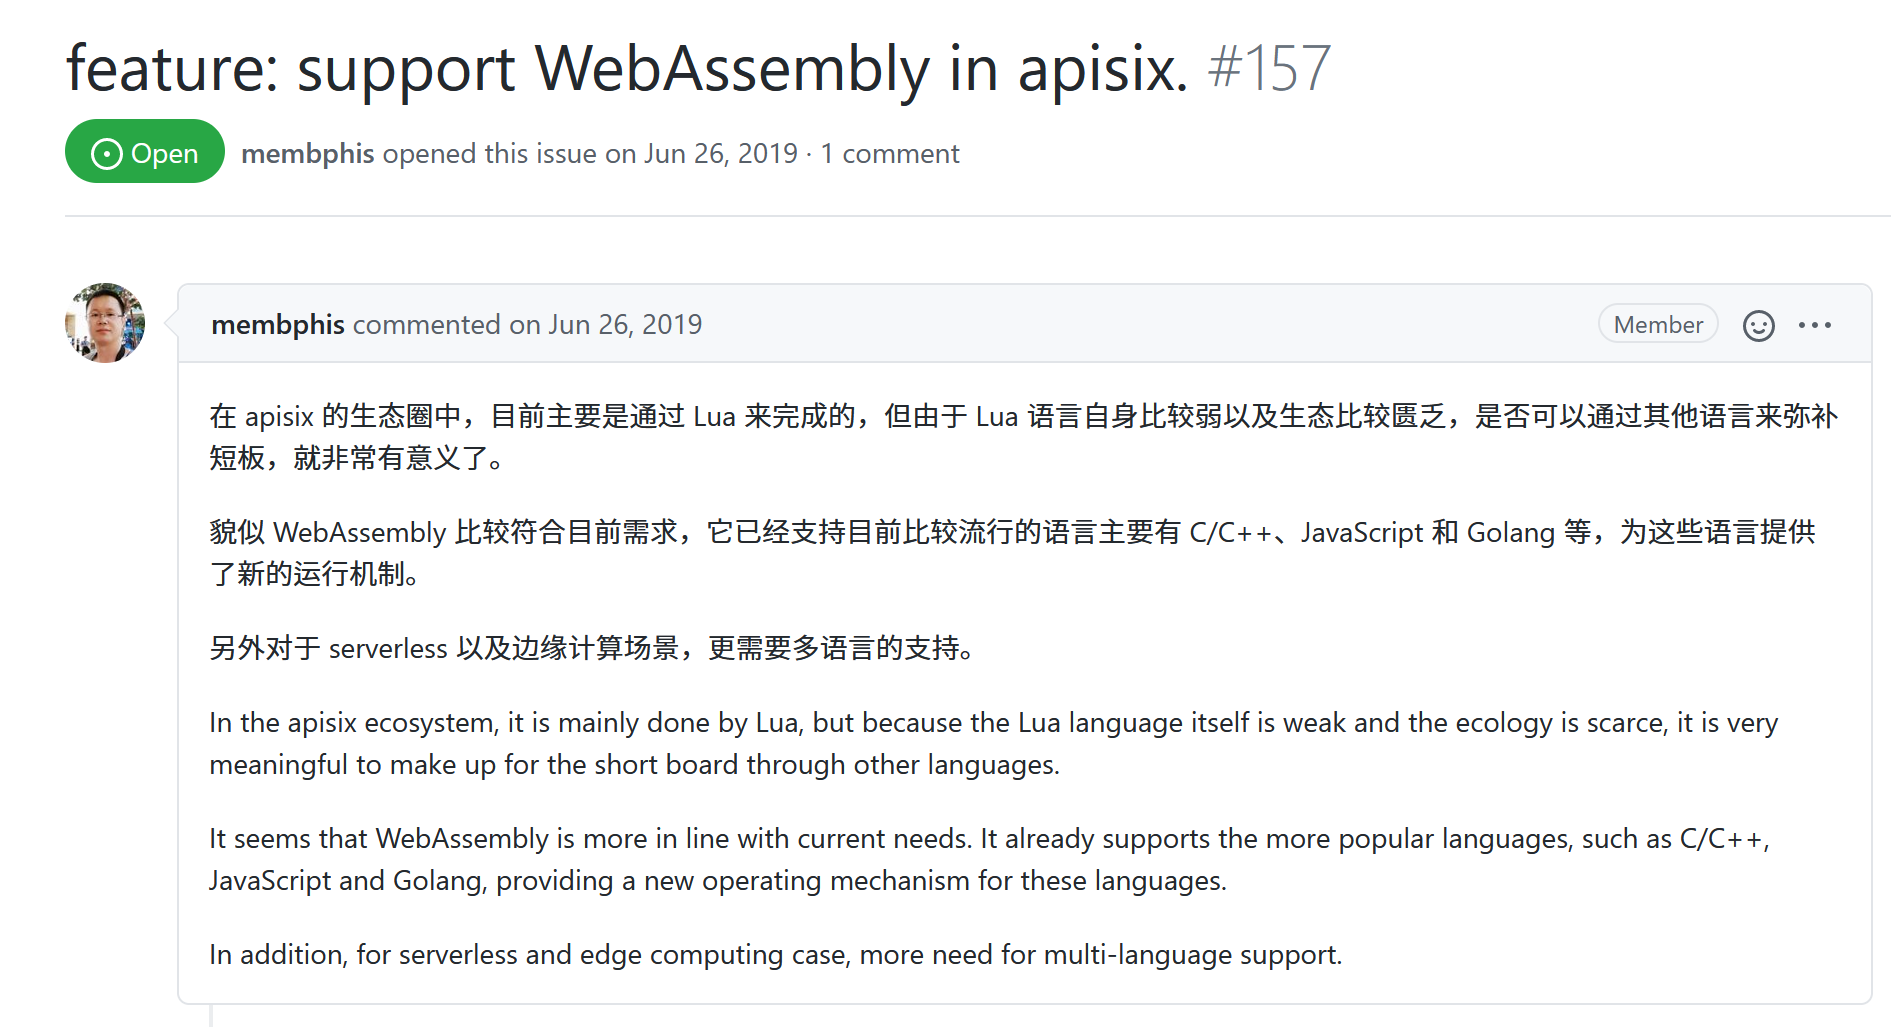 feature: support WebAssembly in apisix. #157
Open membphis opened this issue on Jun 26, 2019 · 1 comment
membphis commented on Jun 26, 2019 Member
在 apisix 的生态圈中，目前主要是通过 Lua 来完成的，但由于 Lua 语言自身比较弱以及生态比较匮乏，是否可以通过其他语言来弥补
短板，就非常有意义了。
貌似 WebAssembly 比较符合目前需求，它已经支持目前比较流行的语言主要有 C/C++、JavaScript 和 Golang 等，为这些语言提供
了新的运行机制。
另外对于 serverless 以及边缘计算场景，更需要多语言的支持。
In the apisix ecosystem, it is mainly done by Lua, but because the Lua language itself is weak and the ecology is scarce, it is very
meaningful to make up for the short board through other languages.
It seems that WebAssembly is more in line with current needs. It already supports the more popular languages, such as C/C++,
JavaScript and Golang, providing a new operating mechanism for these languages.
In addition, for serverless and edge computing case, more need for multi-language support.